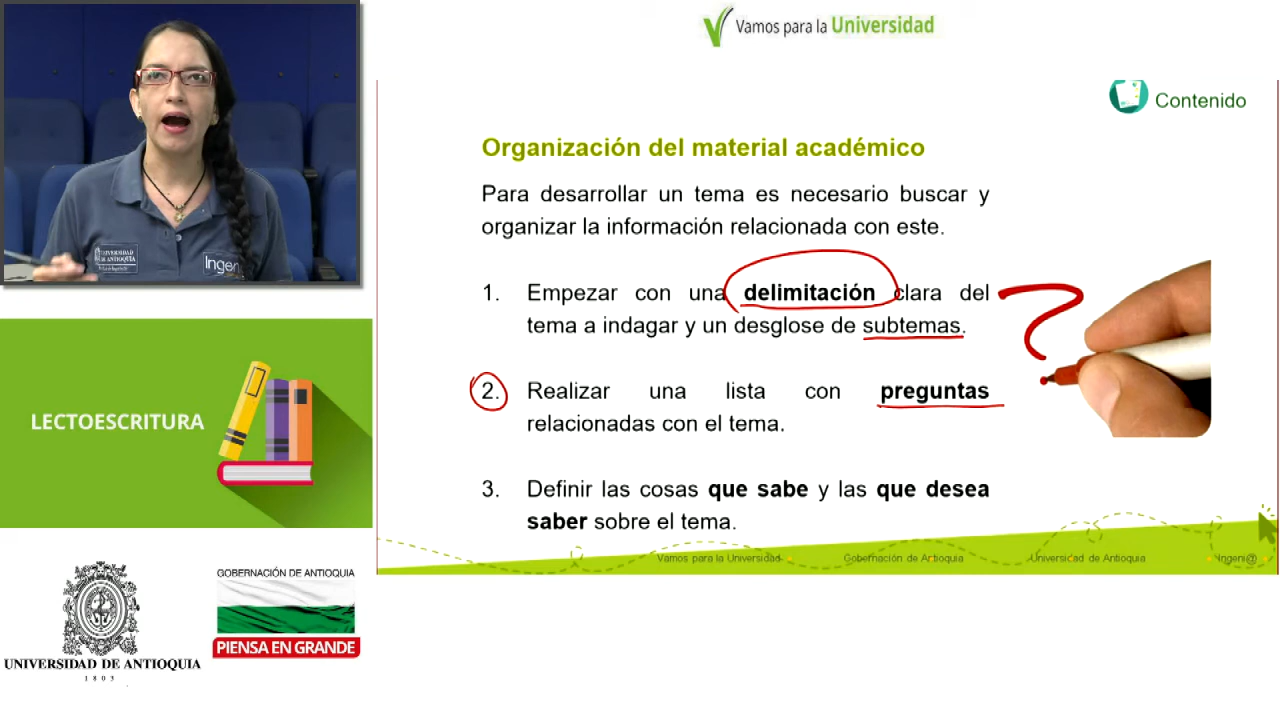 Vamos para la Universidad
Contenido
Organización del material académico
Para desarrollar un tema es necesario buscar y
organizar la información relacionada con este.
1. Empezar con una delimitación clara del
tema a indagar y un desglose de subtemas.
2. Realizar una lista con preguntas
relacionadas con el tema.
3. Definir las cosas que sabe y las que desea
saber sobre el tema.
Vamos para la Universidad
Gobernación de Antioquia
Universidad de Antioquia
Ingeni@
UNIVERSIDAD
DE ANTIOQUIA
Ingeni
LECTOESCRITURA
UNIVERSIDAD DE ANTIOQUIA
1803
GOBERNACIÓN DE ANTIOQUIA
PIENSA EN GRANDE